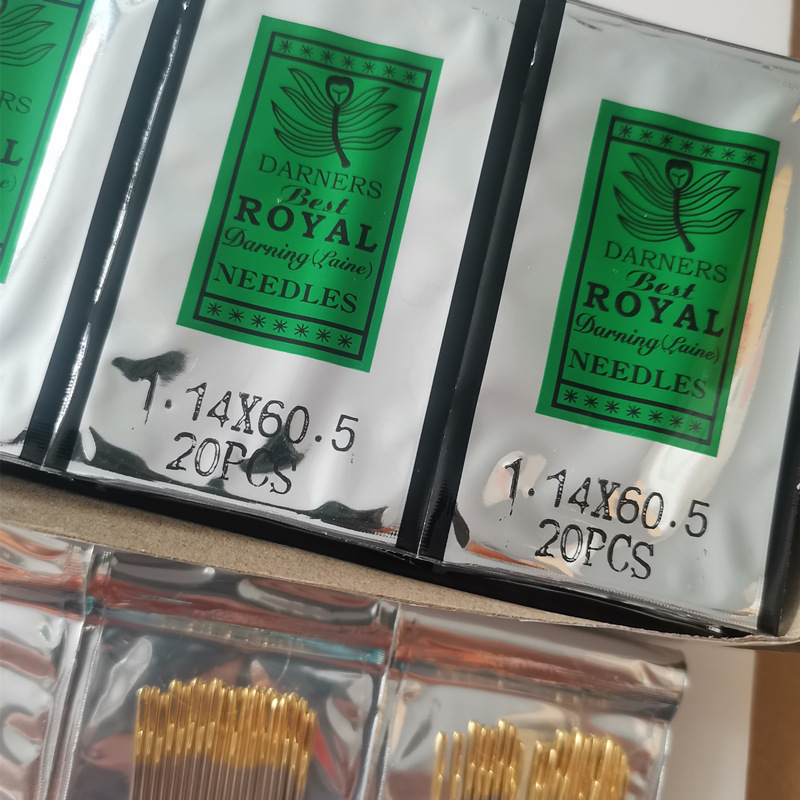 RS
L
e)
DARNERS
Best
ROYAL
Darning (Laine)
NEEDLES
1.14X60.5
20PCS
DARNERS
Best
ROYAL
Darning (Laine)
NEEDLES
1.14X60.5
20PCS